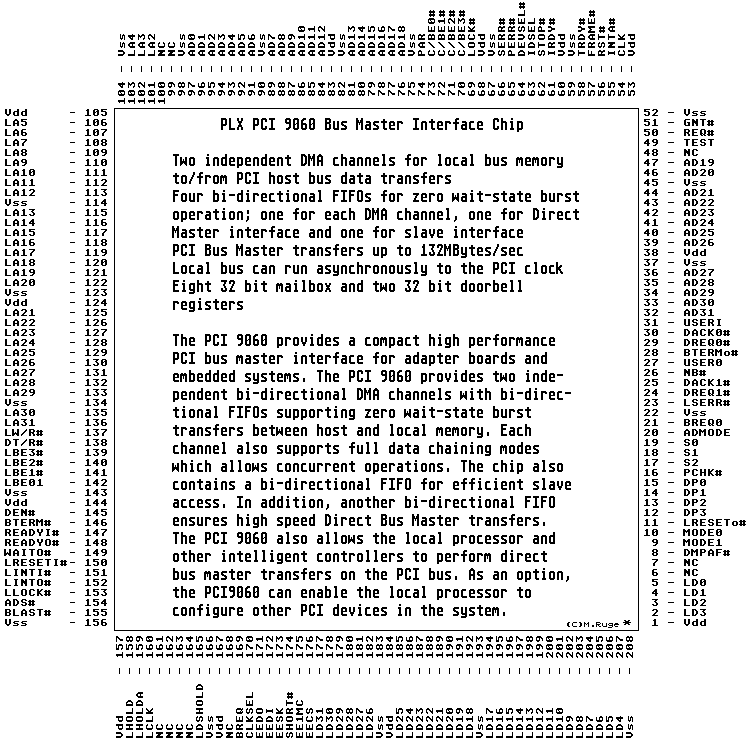 Vss - 104
LA4 - 103
LA3 - 102
LA2 - 101
NC - 100
NC - 99
Vss - 98
AD0 - 97
AD1 - 96
AD2 - 95
AD3 - 94
AD4 - 93
AD5 - 92
AD6 - 91
Vss - 90
AD7 - 89
AD8 - 88
AD9 - 87
AD10 - 86
AD11 - 85
AD12 - 84
Vdd - 83
Vss - 82
AD13 - 81
AD14 - 80
AD15 - 79
AD16 - 78
AD17 - 77
AD18 - 76
Vss - 75
PAR - 74
C/BE0# - 73
C/BE1# - 72
C/BE2# - 71
C/BE3# - 70
LOCK# - 69
Vdd - 68
Vss - 67
SERR# - 66
PERR# - 65
DEVSEL# - 64
IDSEL - 63
STOP# - 62
IRDY# - 61
Vdd - 60
Vss - 59
TRDY# - 58
FRAME# - 57
RST# - 56
INTA# - 55
CLK - 54
Vdd - 53
Vdd - 105
LA5 - 106
LA6 - 107
LA7 - 108
LA8 - 109
LA9 - 110
LA10 - 111
LA11 - 112
LA12 - 113
Vss - 114
LA13 - 115
LA14 - 116
LA15 - 117
LA16 - 118
LA17 - 119
LA18 - 120
LA19 - 121
LA20 - 122
Vss - 123
Vdd - 124
LA21 - 125
LA22 - 126
LA23 - 127
LA24 - 128
LA25 - 129
LA26 - 130
LA27 - 131
LA28 - 132
LA29 - 133
Vss - 134
LA30 - 135
LA31 - 136
LW/R# - 137
DT/R# - 138
LBE3# - 139
LBE2# - 140
LBE1# - 141
LBE01 - 142
Vss - 143
Vdd - 144
DEN# - 145
BTERM# - 146
READYI# - 147
READYO# - 148
WAITO# - 149
LRESETI# - 150
LINTI# - 151
LINTO# - 152
LLOCK# - 153
ADS# - 154
BLAST# - 155
Vss - 156
PLX PCI 9060 Bus Master Interface Chip
Two independent DMA channels for local bus memory
to/from PCI host bus data transfers
Four bi-directional FIFOs for zero wait-state burst
operation; one for each DMA channel, one for Direct
Master interface and one for slave interface
PCI Bus Master transfers up to 132MBytes/sec
Local bus can run asynchronously to the PCI clock
Eight 32 bit mailbox and two 32 bit doorbell
registers
The PCI 9060 provides a compact high performance
PCI bus master interface for adapter boards and
embedded systems. The PCI 9060 provides two inde-
pendent bi-directional DMA channels with bi-direc-
tional FIFOs supporting zero wait-state burst
transfers between host and local memory. Each
channel also supports full data chaining modes
which allows concurrent operations. The chip also
contains a bi-directional FIFO for efficient slave
access. In addition, another bi-directional FIFO
ensures high speed Direct Bus Master transfers.
The PCI 9060 also allows the local processor and
other intelligent controllers to perform direct
bus master transfers on the PCI bus. As an option,
the PCI9060 can enable the local processor to
configure other PCI devices in the system.
(C)M.Ruge *
52 - Vss
51 - GNT#
50 - REQ#
49 - TEST
48 - NC
47 - AD19
46 - AD20
45 - Vss
44 - AD21
43 - AD22
42 - AD23
41 - AD24
40 - AD25
39 - AD26
38 - Vdd
37 - Vss
36 - AD27
35 - AD28
34 - AD29
33 - AD30
32 - AD31
31 - USERI
30 - DACK0#
29 - DREQ0#
28 - BTERMo#
27 - USERO
26 - NB#
25 - DACK1#
24 - DREQ1#
23 - LSERR#
22 - Vss
21 - BREQO
20 - ADMODE
19 - S0
18 - S1
17 - S2
16 - PCHK#
15 - DP0
14 - DP1
13 - DP2
12 - DP3
11 - LRESETo#
10 - MODE0
9 - MODE1
8 - DMPAF#
7 - NC
6 - NC
5 - LD0
4 - LD1
3 - LD2
2 - LD3
1 - Vdd
157 - Vdd
158 - LHOLD
159 - LHOLDA
160 - LCLK
161 - NC
162 - NC
163 - NC
164 - NC
165 - LDSHOLD
166 - Vss
167 - Vdd
168 - NC
169 - BREQ
170 - CLKSEL
171 - EEDO
172 - EEDI
173 - EESK
174 - SHORT#
175 - EE1MC
176 - EECS
177 - LD31
178 - LD30
179 - LD29
180 - LD28
181 - LD27
182 - LD26
183 - Vss
184 - Vdd
185 - LD25
186 - LD24
187 - LD23
188 - LD22
189 - LD21
190 - LD20
191 - LD19
192 - LD18
193 - Vss
194 - LD17
195 - LD16
196 - LD15
197 - LD14
198 - LD13
199 - LD12
200 - LD11
201 - LD10
202 - LD9
203 - LD8
204 - LD7
205 - LD6
206 - LD5
207 - LD4
208 - Vss